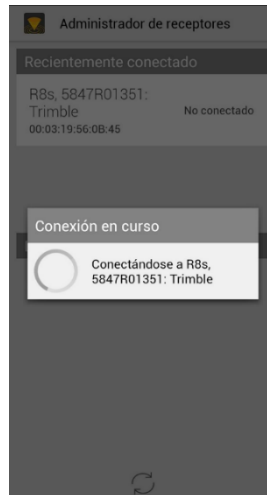 Administrador de receptores
Recientemente conectado
R8s, 5847R01351:
Trimble
No conectado
00:03:19:56:0B:45
Conexión en curso
Conectándose a R8s,
5847R01351: Trimble